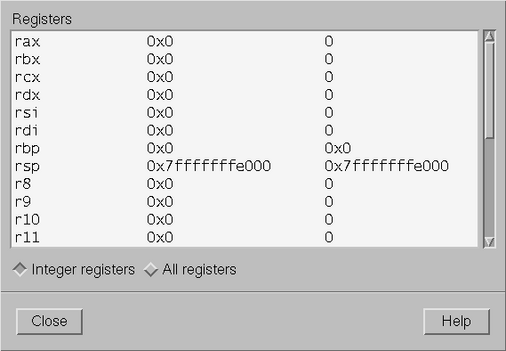 Registers
rax 0x0 0
rbx 0x0 0
rcx 0x0 0
rdx 0x0 0
rsi 0x0 0
rdi 0x0 0
rbp 0x0 0x0
rsp 0x7fffffffe000 0x7fffffffe000
r8 0x0 0
r9 0x0 0
r10 0x0 0
r11 0x0 0
Integer registers All registers
Close Help